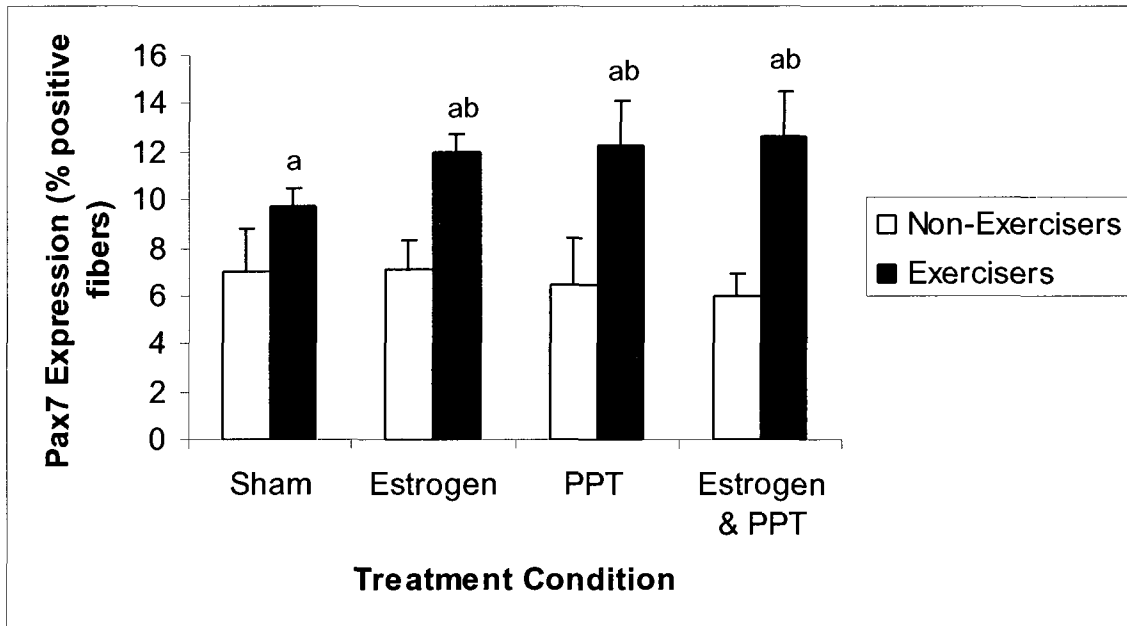 Pax7 Expression (% positive
fibers)
16
14
12
10
8
6
4
2
0
a
ab
ab
ab
Sham
Estrogen
PPT
Estrogen
& PPT
Treatment Condition
Non-Exercisers
Exercisers